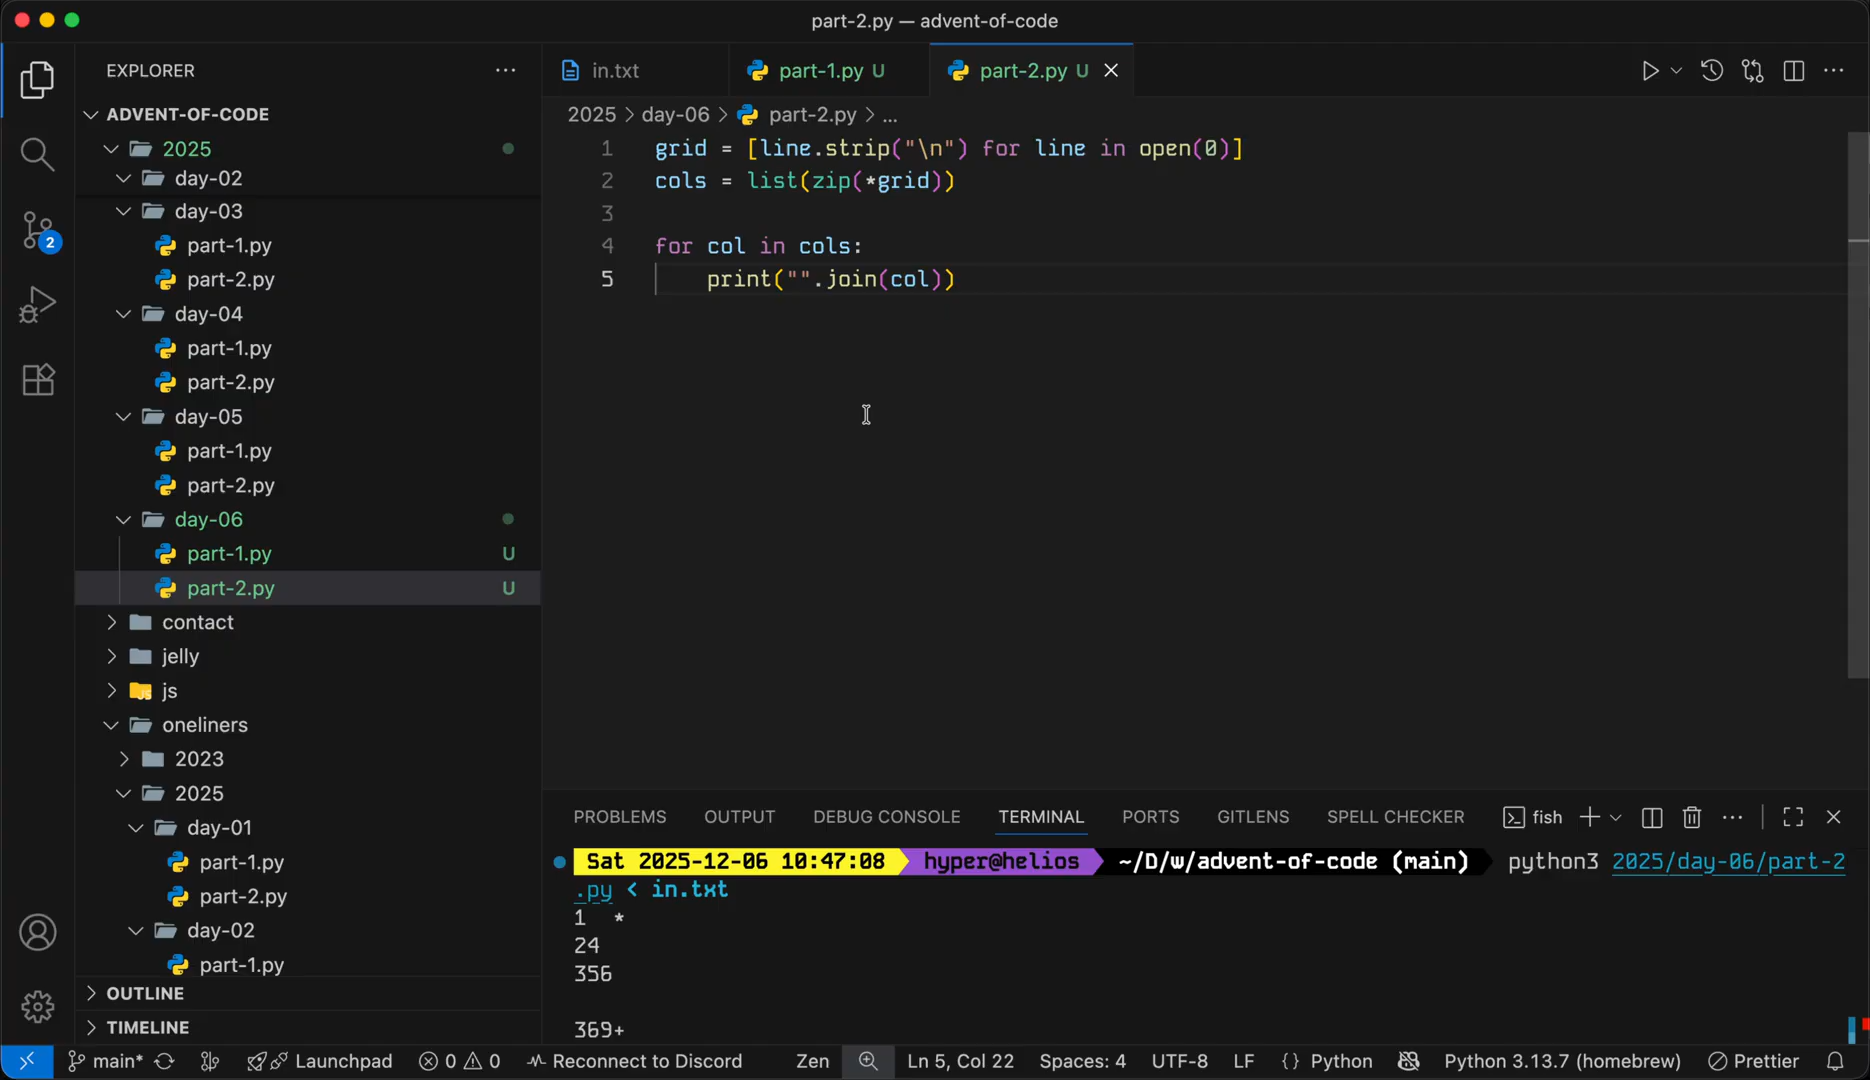 part-2.py — advent-of-code
EXPLORER
ADVENT-OF-CODE
2025
day-02
day-03
part-1.py
part-2.py
day-04
part-1.py
part-2.py
day-05
part-1.py
part-2.py
day-06
part-1.py U
part-2.py U
contact
jelly
js
oneliners
2023
2025
day-01
part-1.py
part-2.py
day-02
part-1.py
OUTLINE
TIMELINE
2
in.txt
part-1.py U
part-2.py U
2025 > day-06 > part-2.py > ...
1 grid = [line.strip("\n") for line in open(0)]
2 cols = list(zip(*grid))
3
4 for col in cols:
5     print("".join(col))
PROBLEMS OUTPUT DEBUG CONSOLE TERMINAL PORTS GITLENS SPELL CHECKER fish
Sat 2025-12-06 10:47:08 hyper@helios ~/D/w/advent-of-code (main) python3 2025/day-06/part-2
.py < in.txt
1  *
24
356
369+
main* Launchpad 0 0 Reconnect to Discord Zen Ln 5, Col 22 Spaces: 4 UTF-8 LF {} Python Python 3.13.7 (homebrew) Prettier